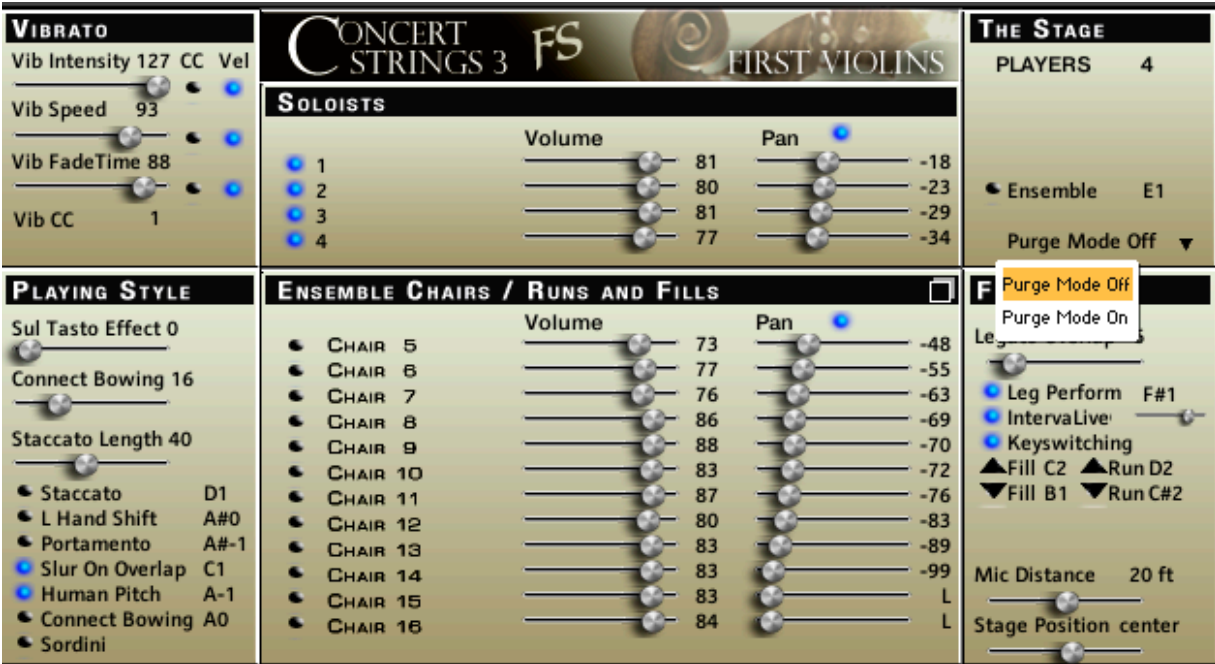 VIBRATO
Vib Intensity 127 CC Vel
Vib Speed 93
Vib FadeTime 88
Vib CC 1
CONCERT
STRINGS 3 FS
FIRST VIOLINS
SOLOISTS
Volume Pan
1 81 -18
2 80 -23
3 81 -29
4 77 -34
THE STAGE
PLAYERS 4
Ensemble E1
Purge Mode Off
Purge Mode Off
Purge Mode On
PLAYING STYLE
Sul Tasto Effect 0
Connect Bowing 16
Staccato Length 40
Staccato D1
L Hand Shift A#0
Portamento A#-1
Slur On Overlap C1
Human Pitch A-1
Connect Bowing A0
Sordini
ENSEMBLE CHAIRS / RUNS AND FILLS
Volume Pan
CHAIR 5 73 -48
CHAIR 6 77 -55
CHAIR 7 76 -63
CHAIR 8 86 -69
CHAIR 9 88 -70
CHAIR 10 83 -72
CHAIR 11 87 -76
CHAIR 12 80 -83
CHAIR 13 83 -89
CHAIR 14 83 -99
CHAIR 15 83 L
CHAIR 16 84 L
Leg Perform F#1
IntervaLive
Keyswitching
Fill C2 Run D2
Fill B1 Run C#2
Mic Distance 20 ft
Stage Position center